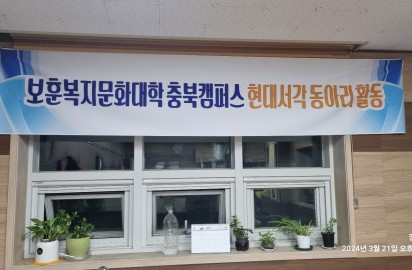 보훈복지문화대학 충북캠퍼스 현대서각 동아리 활동
2024년 3월 21일 오